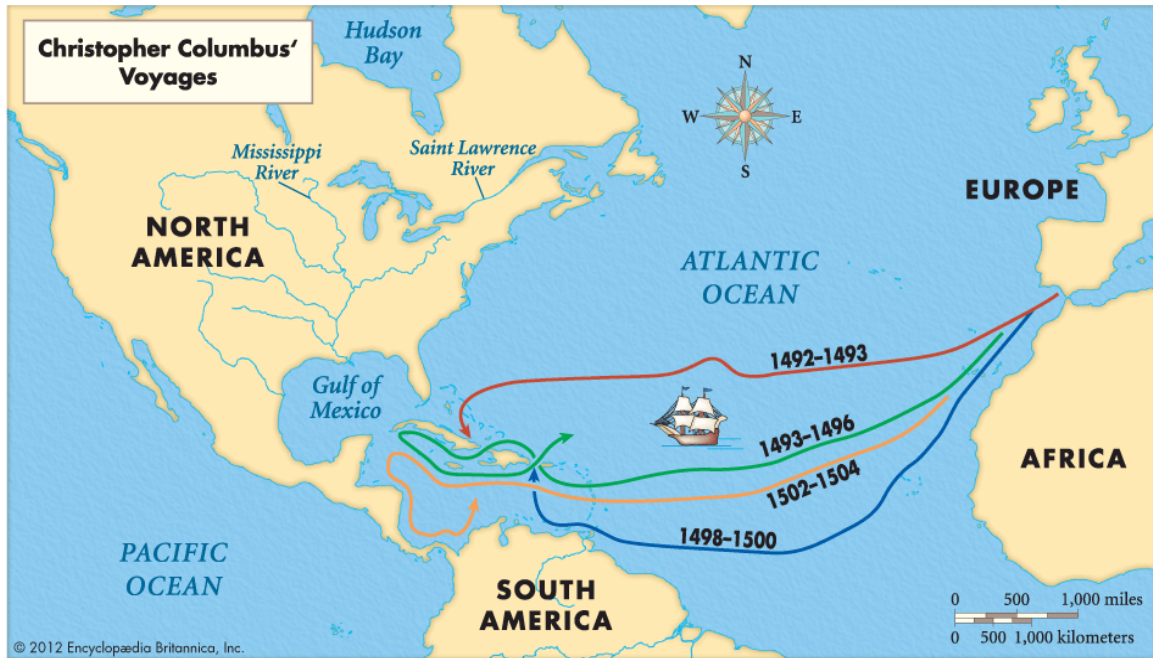 Christopher Columbus'
Voyages
Hudson
Bay
N
W
E
S
Mississippi
River
Saint Lawrence
River
EUROPE
NORTH
AMERICA
ATLANTIC
OCEAN
1492–1493
Gulf of
Mexico
1493–1496
AFRICA
1502–1504
1498–1500
PACIFIC
OCEAN
SOUTH
AMERICA
0 500 1,000 miles
0 500 1,000 kilometers
© 2012 Encyclopædia Britannica, Inc.